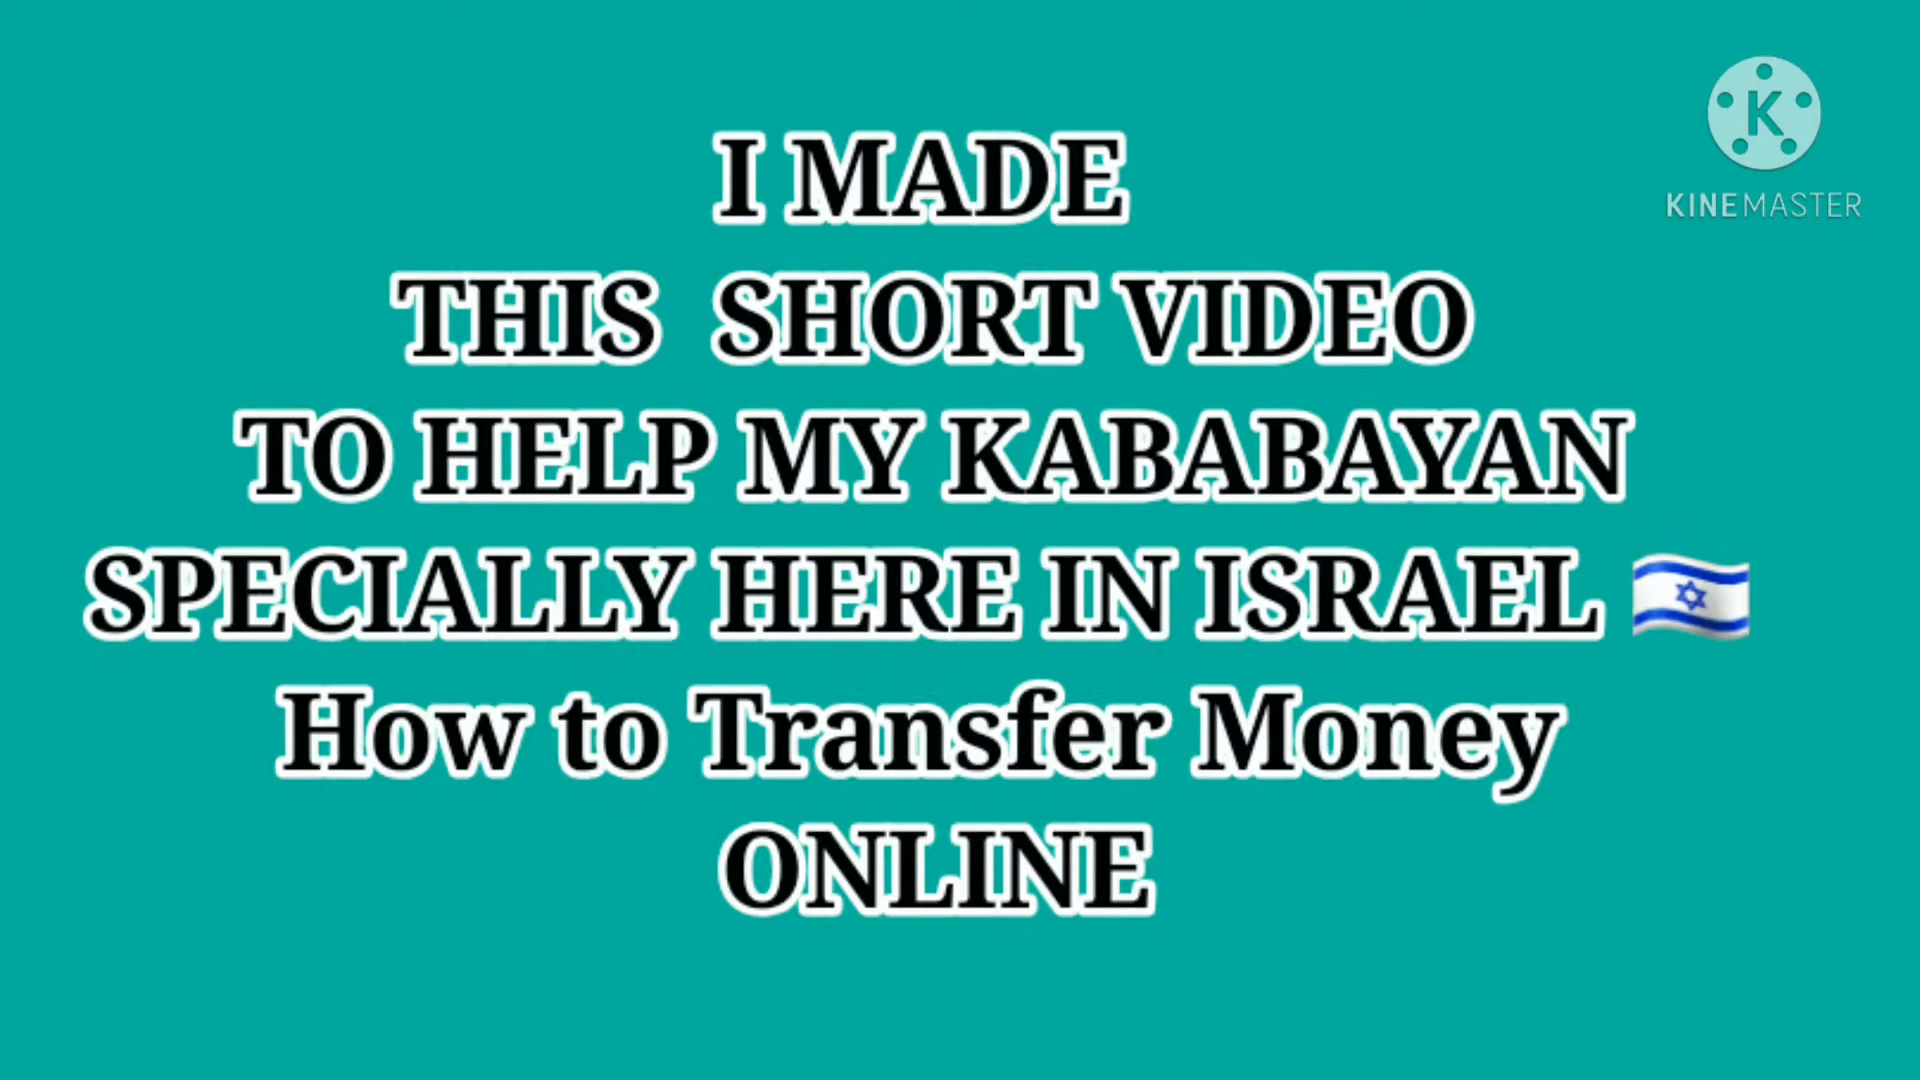 K
KINEMASTER
I MADE
THIS SHORT VIDEO
TO HELP MY KABABAYAN
SPECIALLY HERE IN ISRAEL 🇮🇱
How to Transfer Money
ONLINE